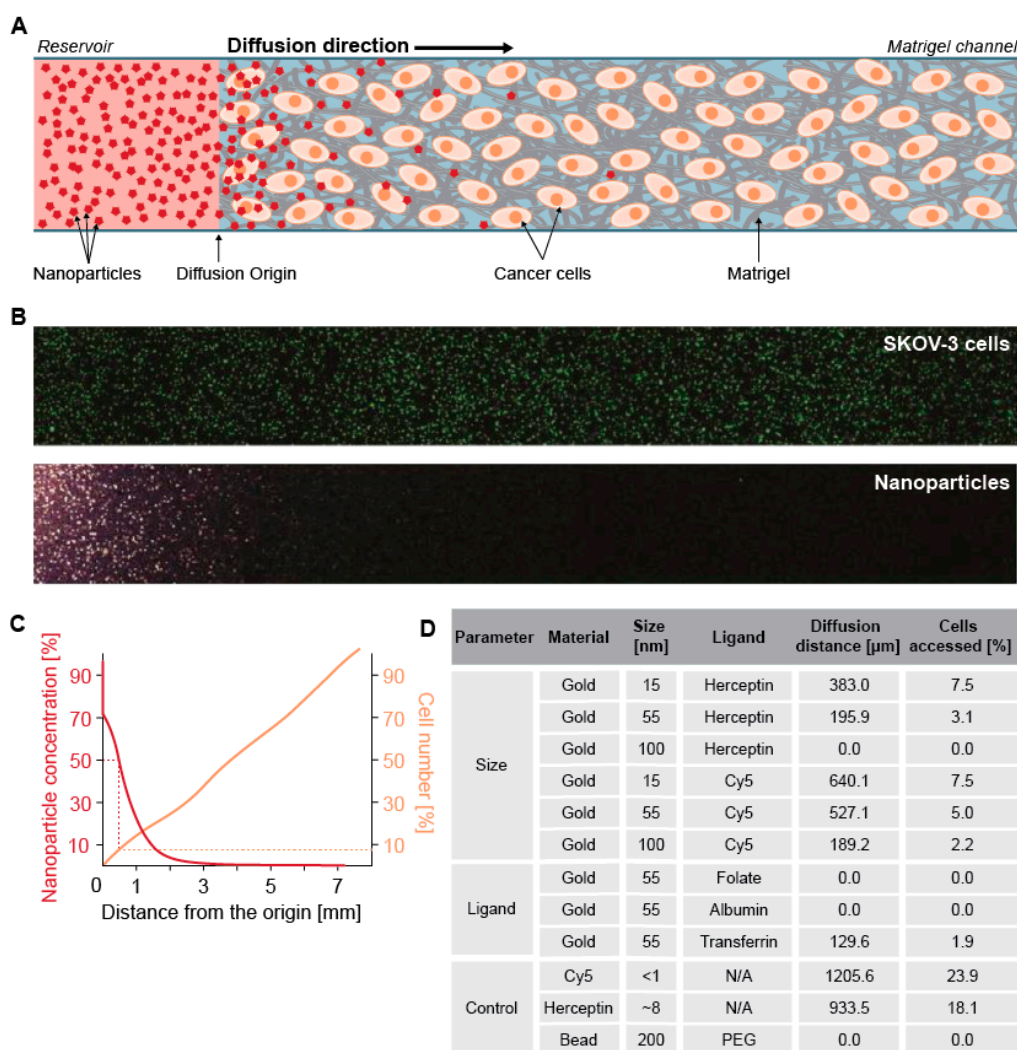 A
Reservoir
Diffusion direction
Matrigel channel
Nanoparticles
Diffusion Origin
Cancer cells
Matrigel
B
SKOV-3 cells
Nanoparticles
C
Nanoparticle concentration [%]
90
70
50
30
10
0 1 3 5 7
Distance from the origin [mm]
90
70
50
30
10
Cell number [%]
D
Parameter Material Size [nm] Ligand Diffusion distance [µm] Cells accessed [%]
Size
Gold 15 Herceptin 383.0 7.5
Gold 55 Herceptin 195.9 3.1
Gold 100 Herceptin 0.0 0.0
Gold 15 Cy5 640.1 7.5
Gold 55 Cy5 527.1 5.0
Gold 100 Cy5 189.2 2.2
Ligand
Gold 55 Folate 0.0 0.0
Gold 55 Albumin 0.0 0.0
Gold 55 Transferrin 129.6 1.9
Control
Cy5 <1 N/A 1205.6 23.9
Herceptin ~8 N/A 933.5 18.1
Bead 200 PEG 0.0 0.0